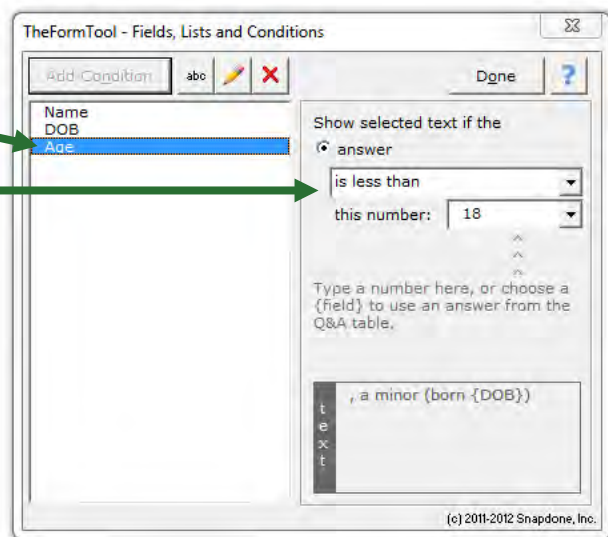 TheFormTool - Fields, Lists and Conditions
Add Condition
abc
Done
?
Name
DOB
Age
Show selected text if the
answer
is less than
this number: 18
^
^
^
Type a number here, or choose a
{field} to use an answer from the
Q&A table.
text
, a minor (born {DOB})
(c) 2011-2012 Snapdone, Inc.